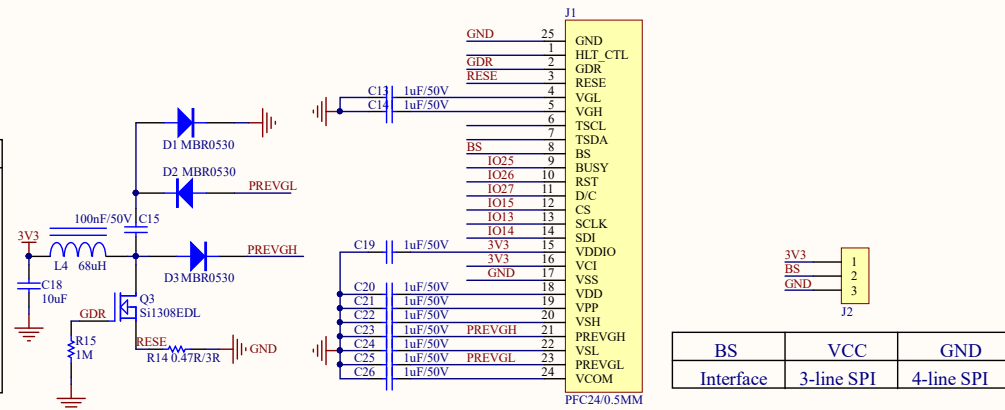 J1
GND 25 GND
1 HLT_CTL
GDR 2 GDR
RESE 3 RESE
C13 1uF/50V 4 VGL
C14 1uF/50V 5 VGH
6 TSCL
7 TSDA
BS 8 BS
IO25 9 BUSY
IO26 10 RST
IO27 11 D/C
IO15 12 CS
IO13 13 SCLK
IO14 14 SDI
C19 1uF/50V 3V3 15 VDDIO
3V3 16 VCI
GND 17 VSS
C20 1uF/50V 18 VDD
C21 1uF/50V 19 VPP
C22 1uF/50V 20 VSH
C23 1uF/50V PREVGH 21 PREVGH
C24 1uF/50V 22 VSL
C25 1uF/50V PREVGL 23 PREVGL
C26 1uF/50V 24 VCOM
PFC24/0.5MM
D1 MBR0530
D2 MBR0530
PREVGL
100nF/50V C15
3V3
PREVGH
L4 68uH
D3 MBR0530
C18
10uF
Q3
Si1308EDL
GDR
RESE
R15
1M
R14 0.47R/3R
GND
3V3 1
BS 2
GND 3
J2
BS VCC GND
Interface 3-line SPI 4-line SPI